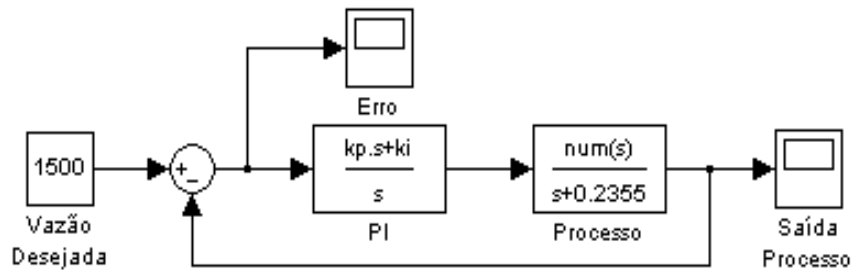 Erro
1500
+
−
kp.s+ki
s
num(s)
s+0.2355
Vazão
Desejada
PI
Processo
Saída
Processo